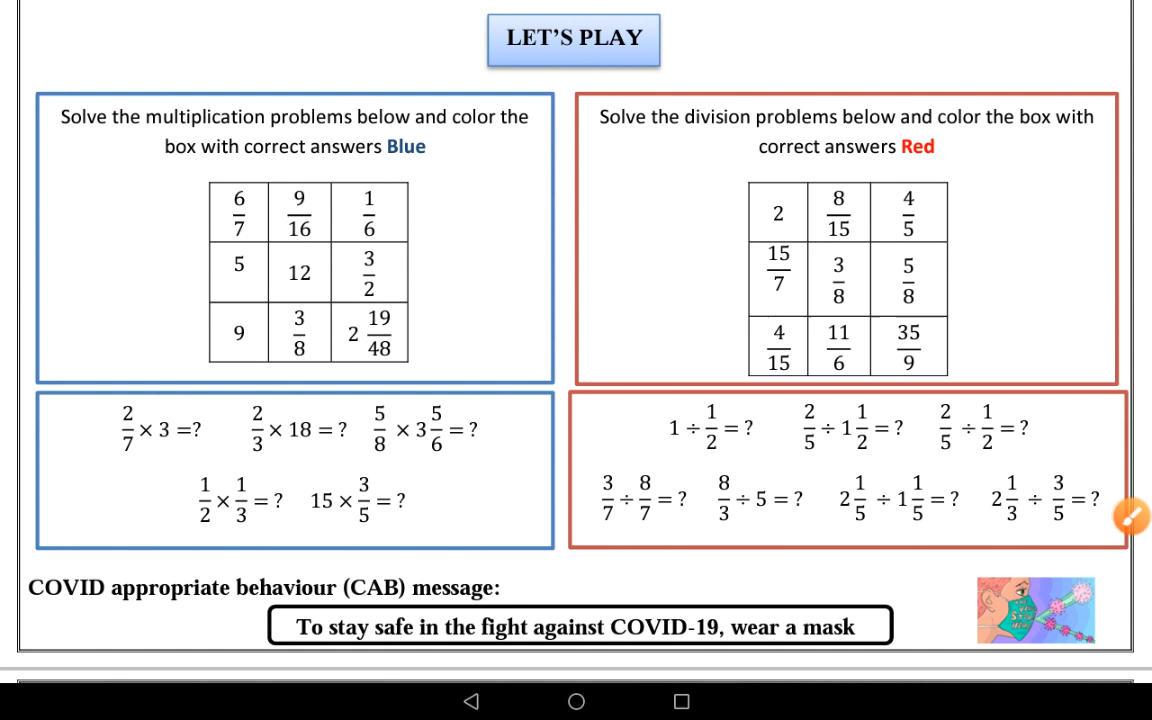 LET'S PLAY
Solve the multiplication problems below and color the
box with correct answers Blue
6/7 9/16 1/6
5 12 3/2
9 3/8 2 19/48
2/7 × 3 =? 2/3 × 18 = ? 5/8 × 3 5/6 = ?
1/2 × 1/3 = ? 15 × 3/5 = ?
Solve the division problems below and color the box with
correct answers Red
2 8/15 4/5
15/7 3/8 5/8
4/15 11/6 35/9
1 ÷ 1/2 = ? 2/5 ÷ 1 1/2 = ? 2/5 ÷ 1/2 = ?
3/7 ÷ 8/7 = ? 8/3 ÷ 5 = ? 2 1/5 ÷ 1 1/5 = ? 2 1/3 ÷ 3/5 = ?
COVID appropriate behaviour (CAB) message:
To stay safe in the fight against COVID-19, wear a mask